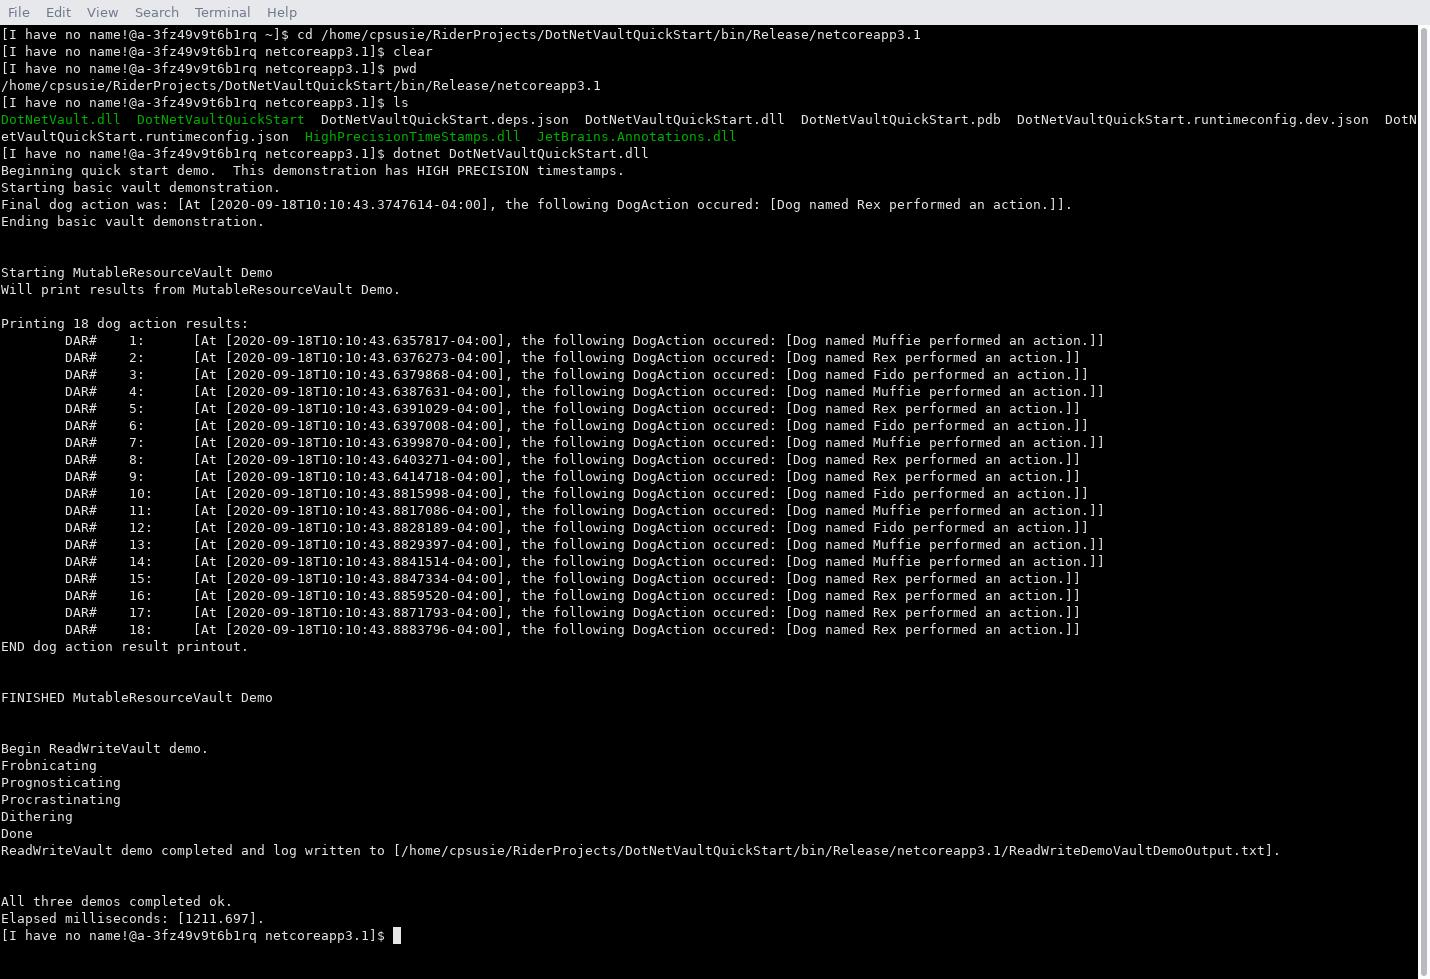 File Edit View Search Terminal Help
[I have no name!@a-3fz49v9t6b1rq ~]$ cd /home/cpsusie/RiderProjects/DotNetVaultQuickStart/bin/Release/netcoreapp3.1
[I have no name!@a-3fz49v9t6b1rq netcoreapp3.1]$ clear
[I have no name!@a-3fz49v9t6b1rq netcoreapp3.1]$ pwd
/home/cpsusie/RiderProjects/DotNetVaultQuickStart/bin/Release/netcoreapp3.1
[I have no name!@a-3fz49v9t6b1rq netcoreapp3.1]$ ls
DotNetVault.dll  DotNetVaultQuickStart  DotNetVaultQuickStart.deps.json  DotNetVaultQuickStart.dll  DotNetVaultQuickStart.pdb  DotNetVaultQuickStart.runtimeconfig.dev.json  DotN
etVaultQuickStart.runtimeconfig.json  HighPrecisionTimeStamps.dll  JetBrains.Annotations.dll
[I have no name!@a-3fz49v9t6b1rq netcoreapp3.1]$ dotnet DotNetVaultQuickStart.dll
Beginning quick start demo.  This demonstration has HIGH PRECISION timestamps.
Starting basic vault demonstration.
Final dog action was: [At [2020-09-18T10:10:43.3747614-04:00], the following DogAction occured: [Dog named Rex performed an action.]].
Ending basic vault demonstration.
Starting MutableResourceVault Demo
Will print results from MutableResourceVault Demo.
Printing 18 dog action results:
DAR#    1:      [At [2020-09-18T10:10:43.6357817-04:00], the following DogAction occured: [Dog named Muffie performed an action.]]
DAR#    2:      [At [2020-09-18T10:10:43.6376273-04:00], the following DogAction occured: [Dog named Rex performed an action.]]
DAR#    3:      [At [2020-09-18T10:10:43.6379868-04:00], the following DogAction occured: [Dog named Fido performed an action.]]
DAR#    4:      [At [2020-09-18T10:10:43.6387631-04:00], the following DogAction occured: [Dog named Muffie performed an action.]]
DAR#    5:      [At [2020-09-18T10:10:43.6391029-04:00], the following DogAction occured: [Dog named Rex performed an action.]]
DAR#    6:      [At [2020-09-18T10:10:43.6397008-04:00], the following DogAction occured: [Dog named Fido performed an action.]]
DAR#    7:      [At [2020-09-18T10:10:43.6399870-04:00], the following DogAction occured: [Dog named Muffie performed an action.]]
DAR#    8:      [At [2020-09-18T10:10:43.6403271-04:00], the following DogAction occured: [Dog named Rex performed an action.]]
DAR#    9:      [At [2020-09-18T10:10:43.6414718-04:00], the following DogAction occured: [Dog named Rex performed an action.]]
DAR#    10:     [At [2020-09-18T10:10:43.8815998-04:00], the following DogAction occured: [Dog named Fido performed an action.]]
DAR#    11:     [At [2020-09-18T10:10:43.8817086-04:00], the following DogAction occured: [Dog named Muffie performed an action.]]
DAR#    12:     [At [2020-09-18T10:10:43.8828189-04:00], the following DogAction occured: [Dog named Fido performed an action.]]
DAR#    13:     [At [2020-09-18T10:10:43.8829397-04:00], the following DogAction occured: [Dog named Muffie performed an action.]]
DAR#    14:     [At [2020-09-18T10:10:43.8841514-04:00], the following DogAction occured: [Dog named Muffie performed an action.]]
DAR#    15:     [At [2020-09-18T10:10:43.8847334-04:00], the following DogAction occured: [Dog named Rex performed an action.]]
DAR#    16:     [At [2020-09-18T10:10:43.8859520-04:00], the following DogAction occured: [Dog named Rex performed an action.]]
DAR#    17:     [At [2020-09-18T10:10:43.8871793-04:00], the following DogAction occured: [Dog named Rex performed an action.]]
DAR#    18:     [At [2020-09-18T10:10:43.8883796-04:00], the following DogAction occured: [Dog named Rex performed an action.]]
END dog action result printout.
FINISHED MutableResourceVault Demo
Begin ReadWriteVault demo.
Frobnicating
Prognosticating
Procrastinating
Dithering
Done
ReadWriteVault demo completed and log written to [/home/cpsusie/RiderProjects/DotNetVaultQuickStart/bin/Release/netcoreapp3.1/ReadWriteDemoVaultDemoOutput.txt].
All three demos completed ok.
Elapsed milliseconds: [1211.697].
[I have no name!@a-3fz49v9t6b1rq netcoreapp3.1]$